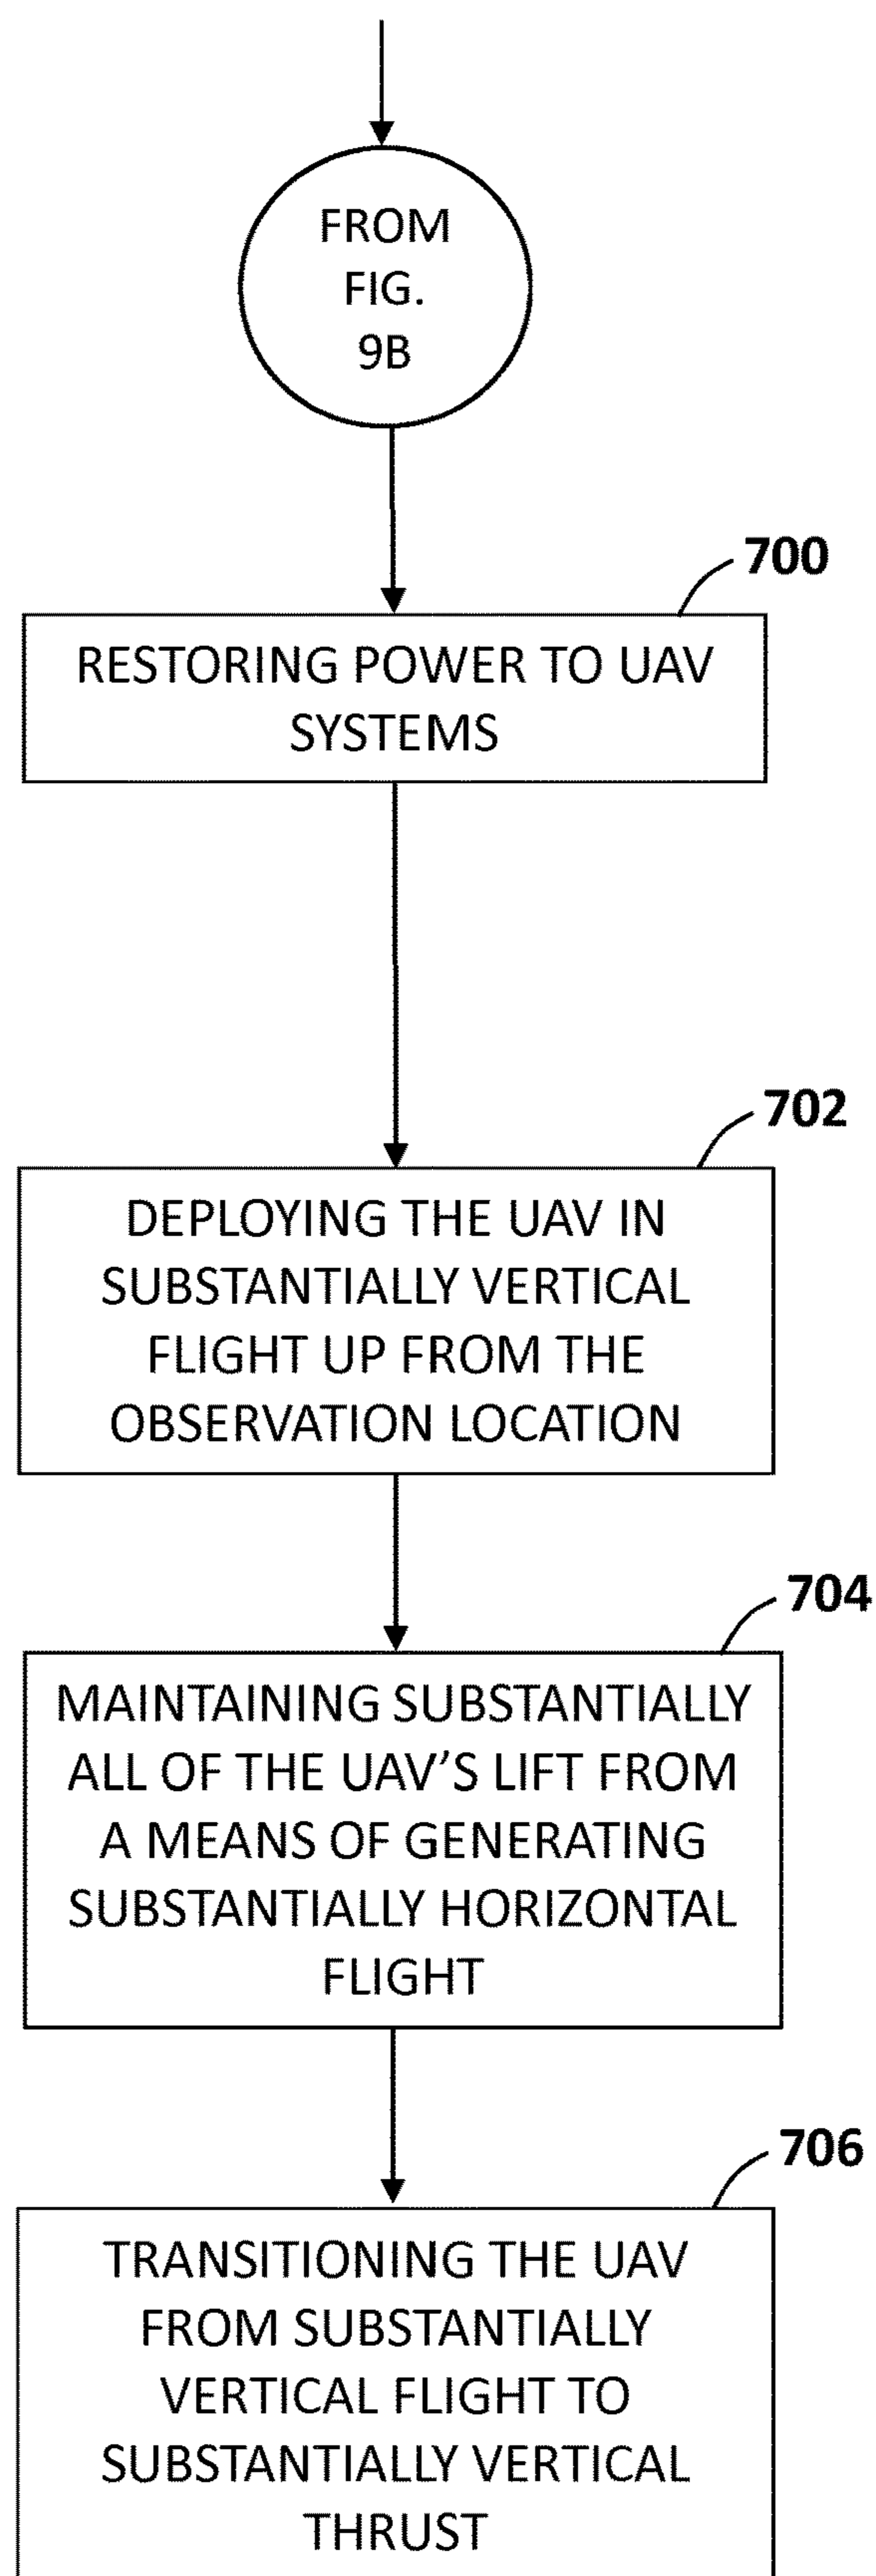 FROM
FIG.
9B
700
RESTORING POWER TO UAV
SYSTEMS
702
DEPLOYING THE UAV IN
SUBSTANTIALLY VERTICAL
FLIGHT UP FROM THE
OBSERVATION LOCATION
704
MAINTAINING SUBSTANTIALLY
ALL OF THE UAV’S LIFT FROM
A MEANS OF GENERATING
SUBSTANTIALLY HORIZONTAL
FLIGHT
706
TRANSITIONING THE UAV
FROM SUBSTANTIALLY
VERTICAL FLIGHT TO
SUBSTANTIALLY VERTICAL
THRUST